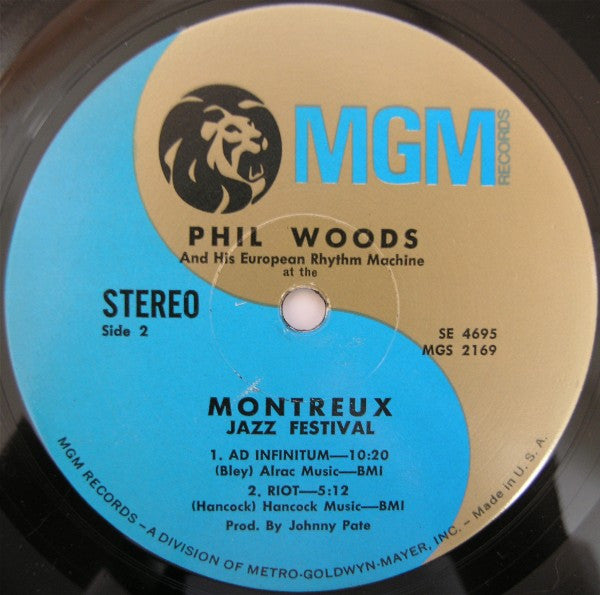 MGM
RECORDS
PHIL WOODS
And His European Rhythm Machine
at the
STEREO
Side 2
SE 4695
MGS 2169
MONTREUX
JAZZ FESTIVAL
1. AD INFINITUM—10:20
(Bley) Alrac Music—BMI
2. RIOT—5:12
(Hancock) Hancock Music—BMI
Prod. By Johnny Pate
MGM RECORDS – A DIVISION OF METRO-GOLDWYN-MAYER, INC. – Made in U. S. A.